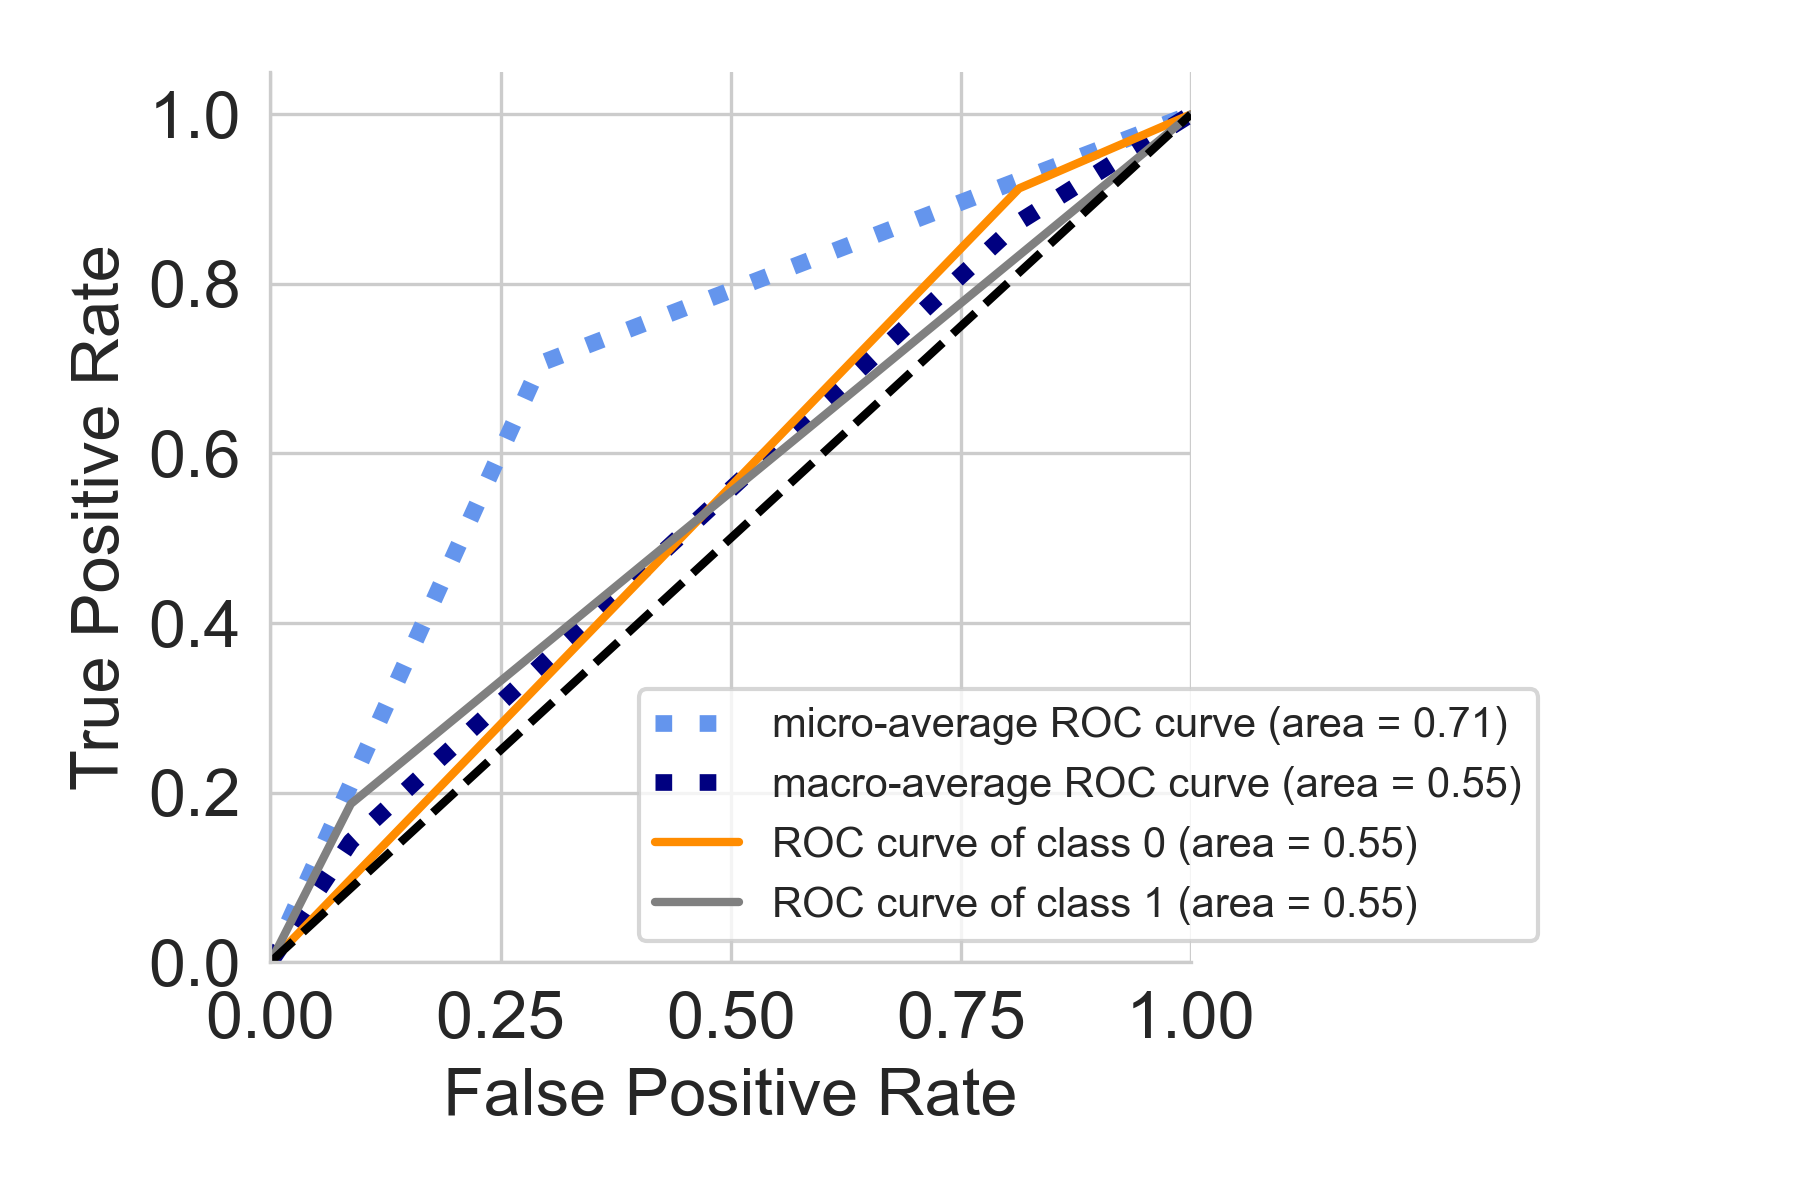 True Positive Rate
1.0
0.8
0.6
0.4
0.2
0.0
micro-average ROC curve (area = 0.71)
macro-average ROC curve (area = 0.55)
ROC curve of class 0 (area = 0.55)
ROC curve of class 1 (area = 0.55)
0.00 0.25 0.50 0.75 1.00
False Positive Rate